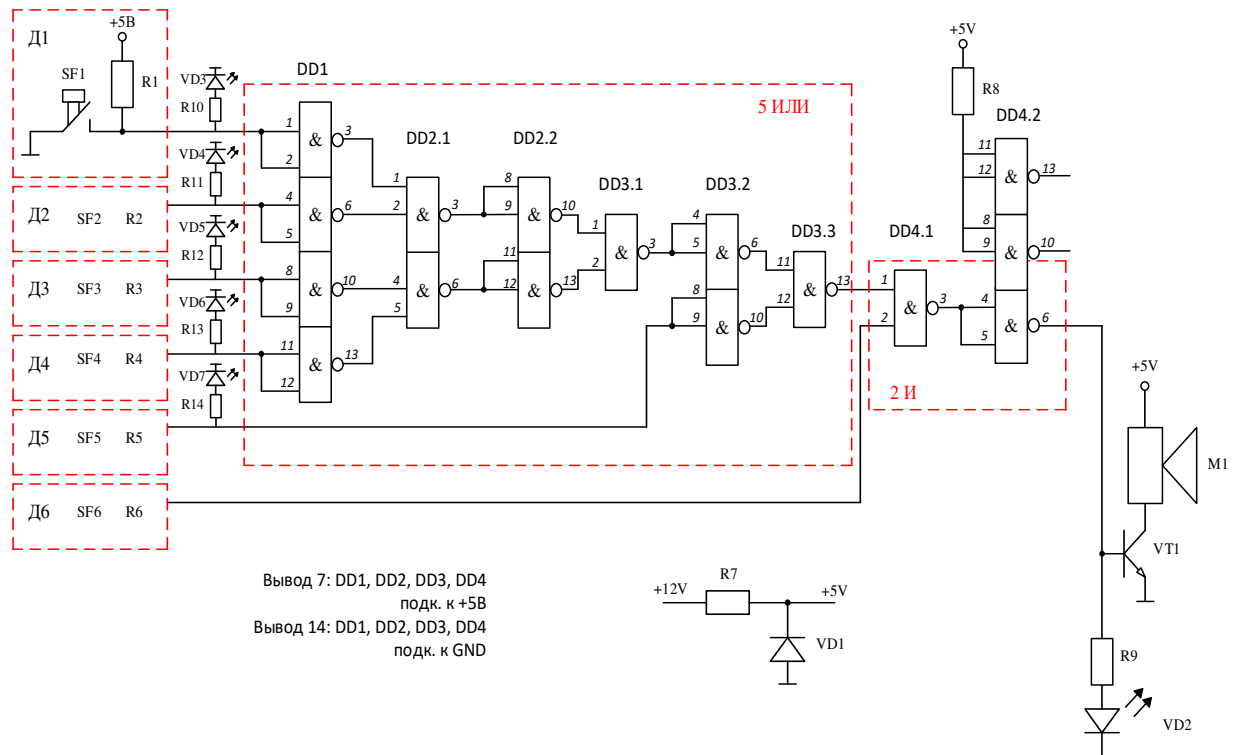 Д1
+5В
SF1
R1
VD3
R10
DD1
5 ИЛИ
+5V
R8
DD4.2
1
2
&
3
VD4
R11
DD2.1
DD2.2
DD3.1
DD3.2
DD3.3
DD4.1
11
12
&
13
8
9
&
10
Д2 SF2 R2
4
5
&
6
VD5
R12
1
2
&
3
8
9
&
10
1
2
&
3
4
5
&
6
11
12
&
13
Д3 SF3 R3
8
9
&
10
VD6
R13
4
5
&
6
11
12
&
13
8
9
&
10
1
2
&
3
4
5
&
6
2 И
Д4 SF4 R4
11
12
&
13
VD7
R14
Д5 SF5 R5
Д6 SF6 R6
+5V
M1
VT1
Вывод 7: DD1, DD2, DD3, DD4
подк. к +5В
Вывод 14: DD1, DD2, DD3, DD4
подк. к GND
+12V
R7
+5V
VD1
R9
VD2